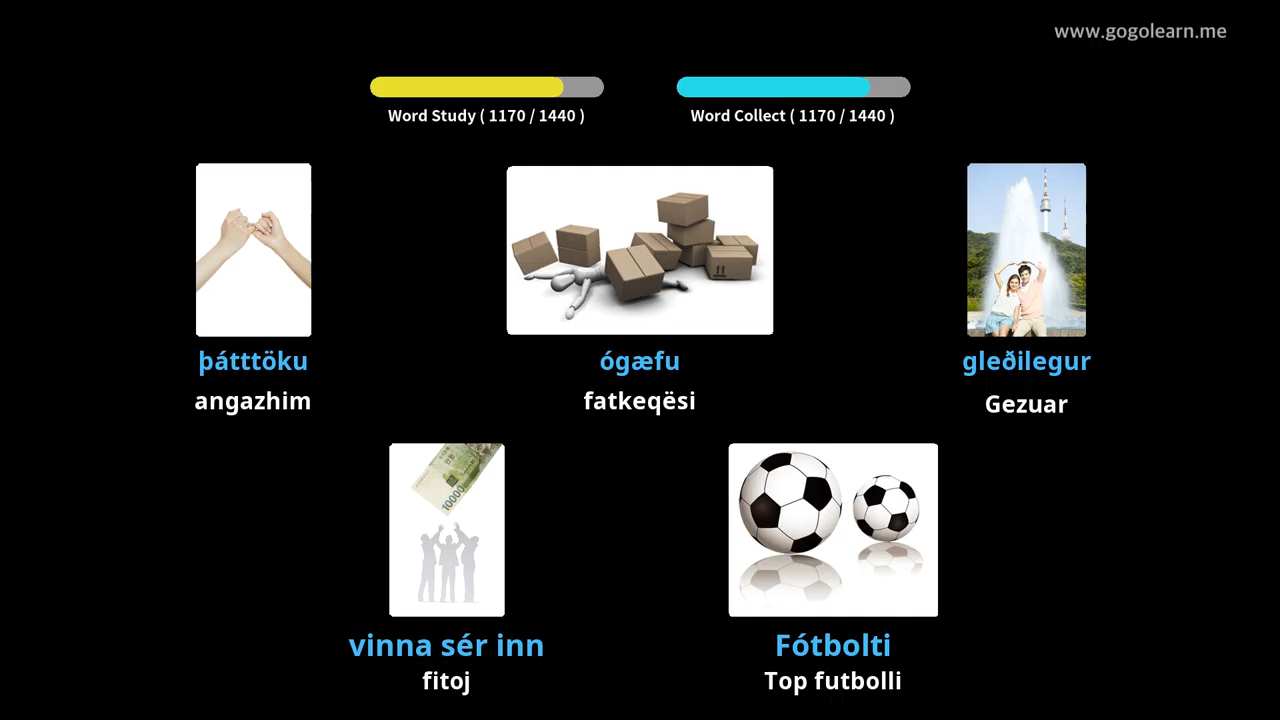 www.gogolearn.me
Word Study ( 1170 / 1440 )
Word Collect ( 1170 / 1440 )
þátttöku
ógæfu
gleðilegur
angazhim
fatkeqësi
Gezuar
10000
vinna sér inn
Fótbolti
fitoj
Top futbolli